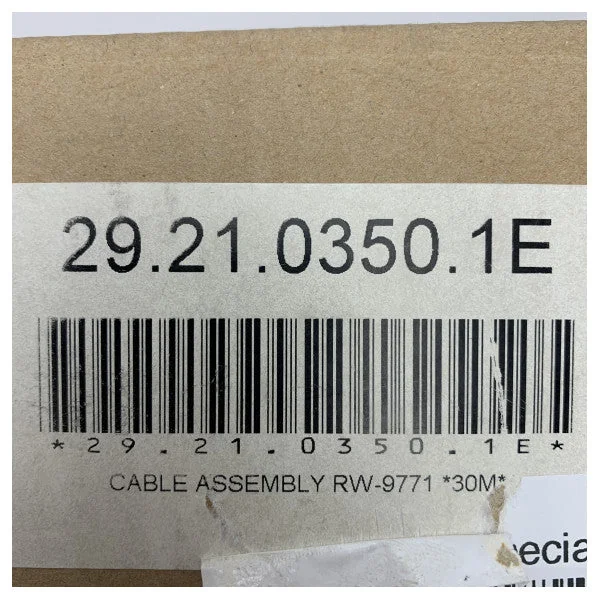 29.21.0350.1E
*29.21.0350.1E*
CABLE ASSEMBLY RW-9771 *30M*